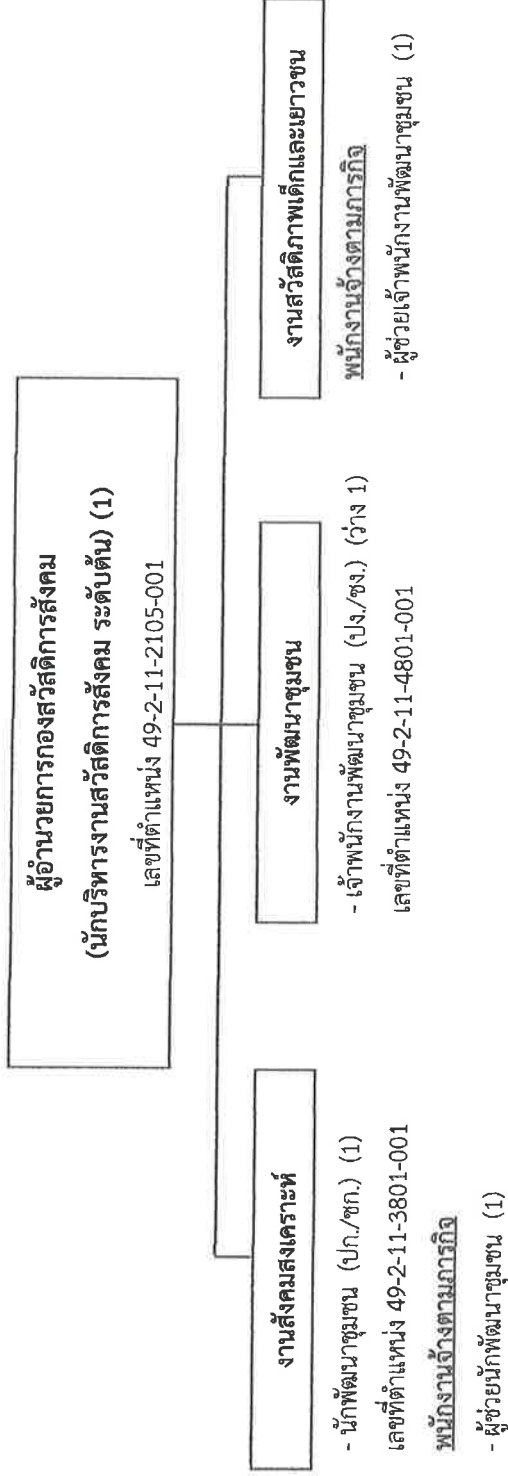 ผู้อำนวยการกองสวัสดิการสังคม
(นักบริหารงานสวัสดิการสังคม ระดับต้น) (1)
เลขที่ตำแหน่ง 49-2-11-2105-001
งานสังคมสงเคราะห์
- นักพัฒนาชุมชน (ปก./ชก.) (1)
เลขที่ตำแหน่ง 49-2-11-3801-001
พนักงานจ้างตามภารกิจ
- ผู้ช่วยนักพัฒนาชุมชน (1)
งานพัฒนาชุมชน
- เจ้าพนักงานพัฒนาชุมชน (ปง./ชง.) (ว่าง 1)
เลขที่ตำแหน่ง 49-2-11-4801-001
งานสวัสดิภาพเด็กและเยาวชน
พนักงานจ้างตามภารกิจ
- ผู้ช่วยเจ้าพนักงานพัฒนาชุมชน (1)